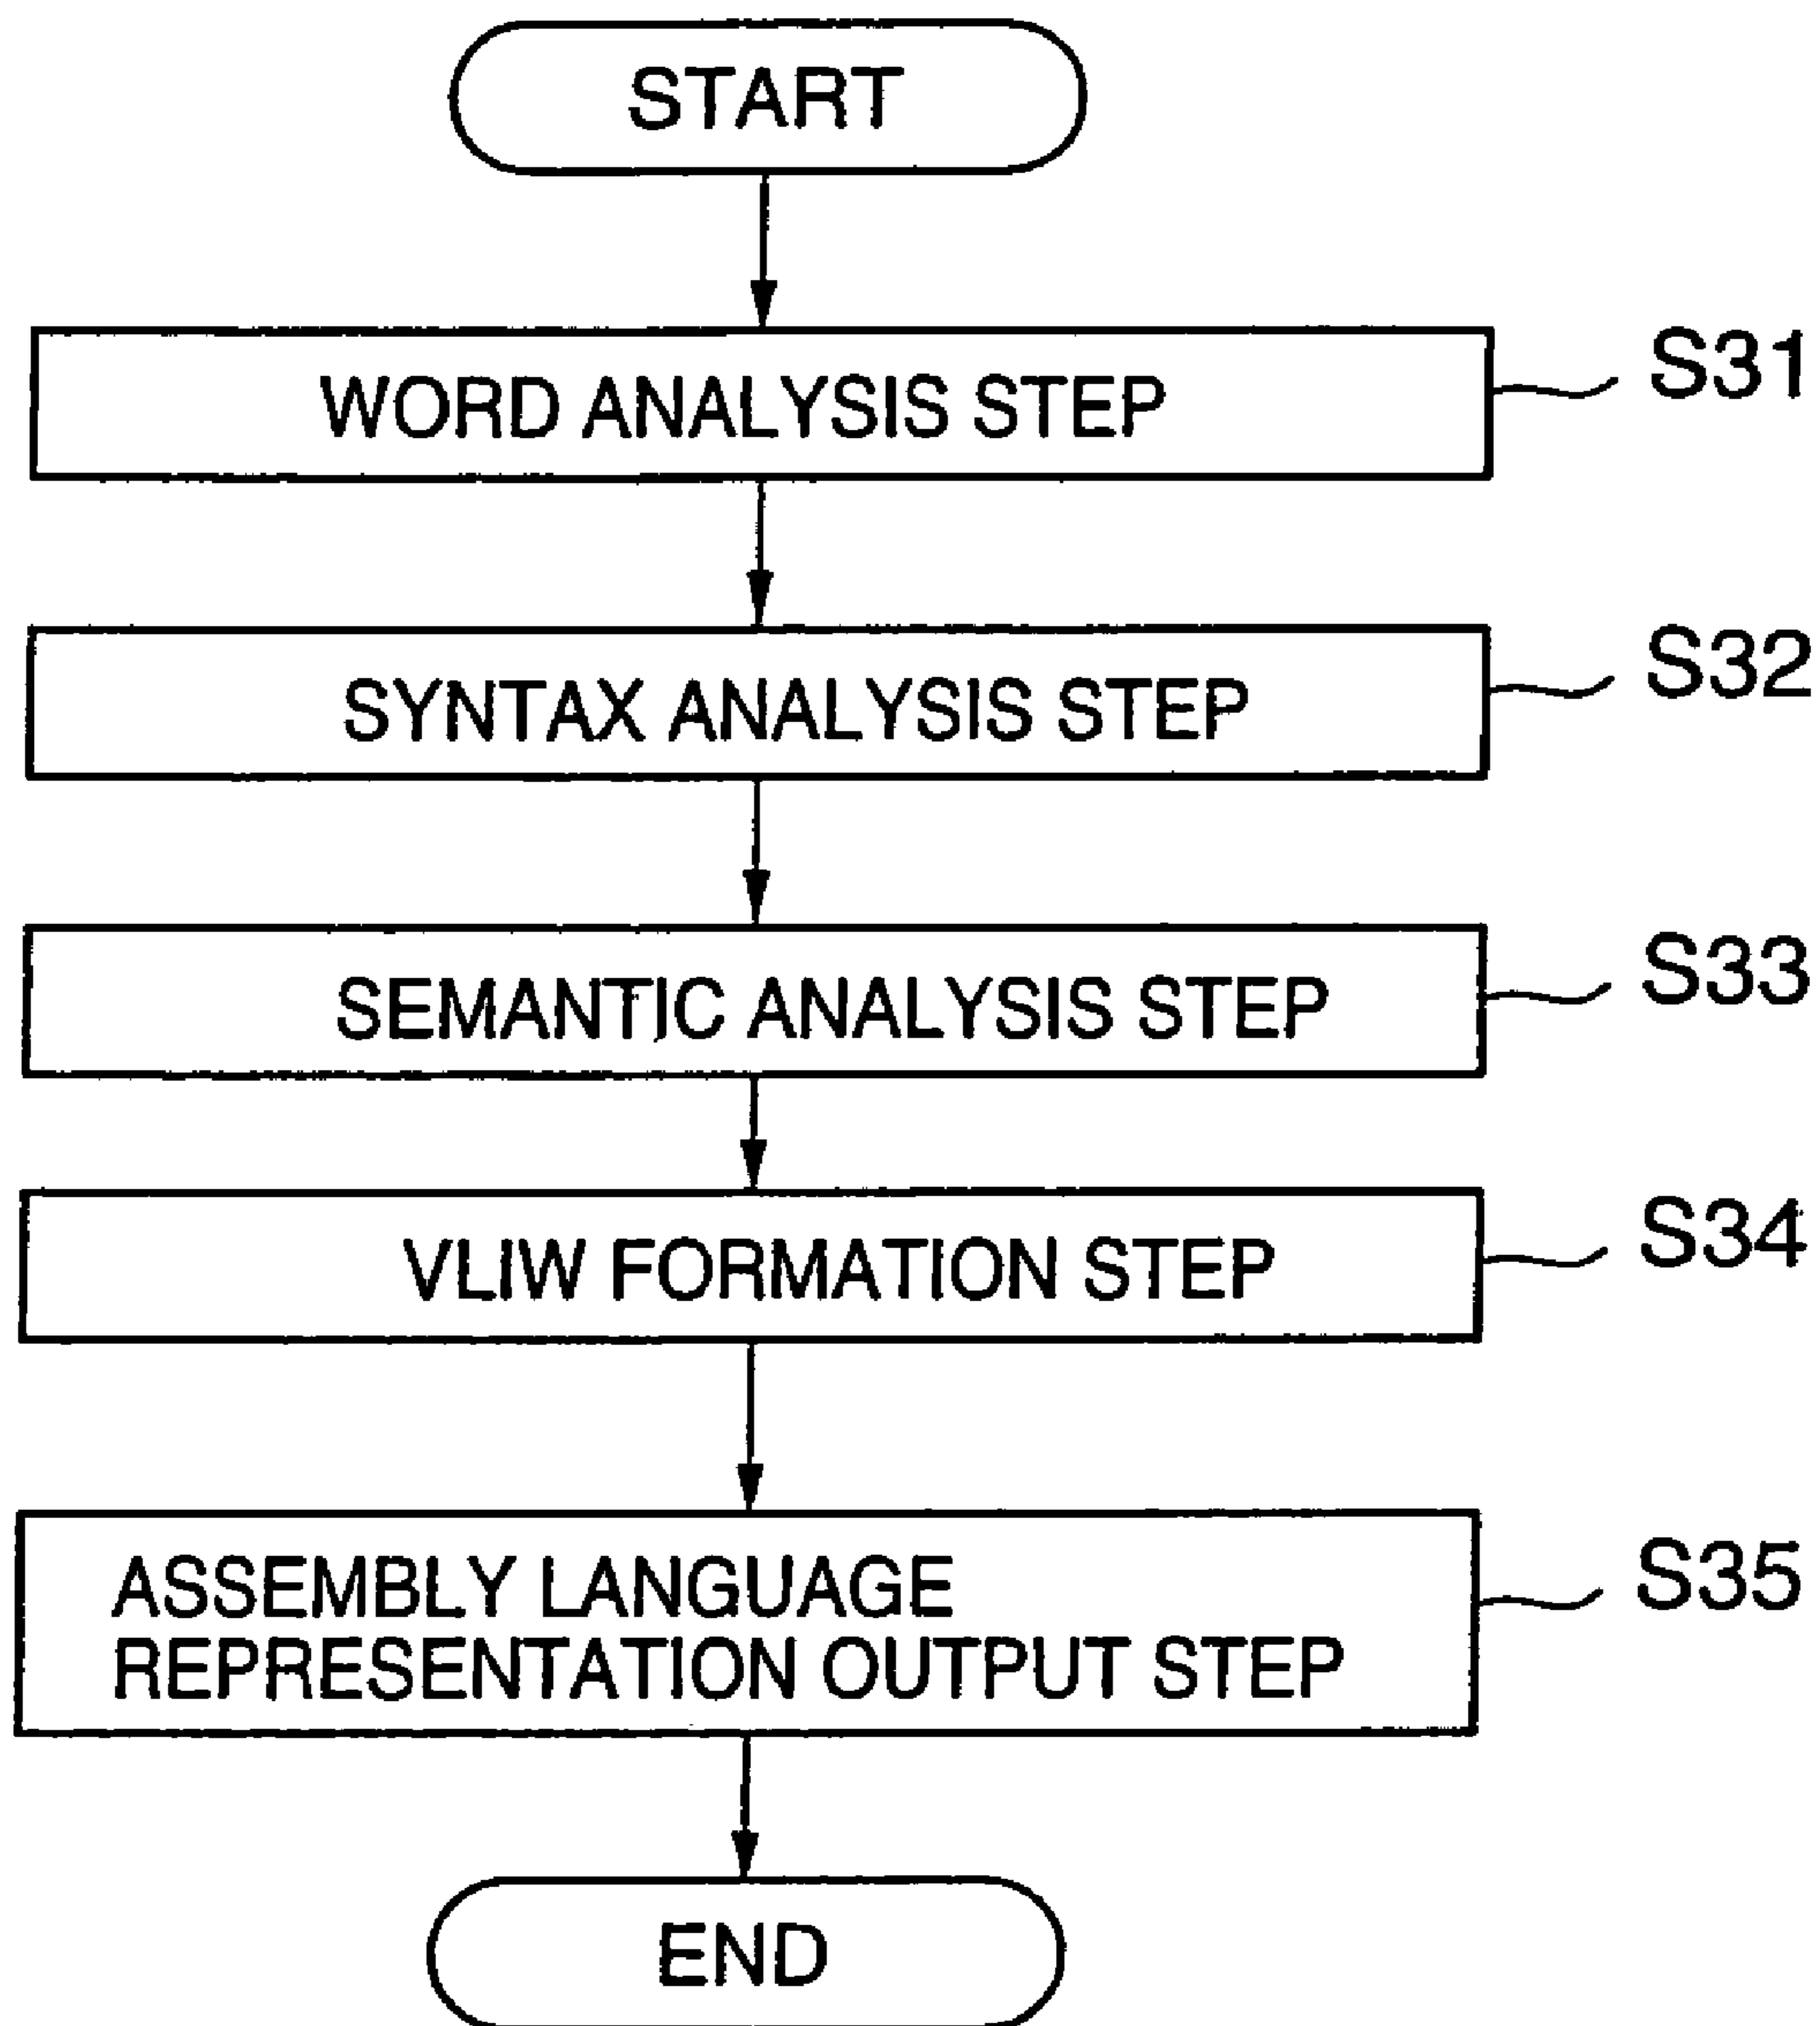 START
WORD ANALYSIS STEP
S31
SYNTAX ANALYSIS STEP
S32
SEMANTIC ANALYSIS STEP
S33
VLIW FORMATION STEP
S34
ASSEMBLY LANGUAGE
REPRESENTATION OUTPUT STEP
S35
END